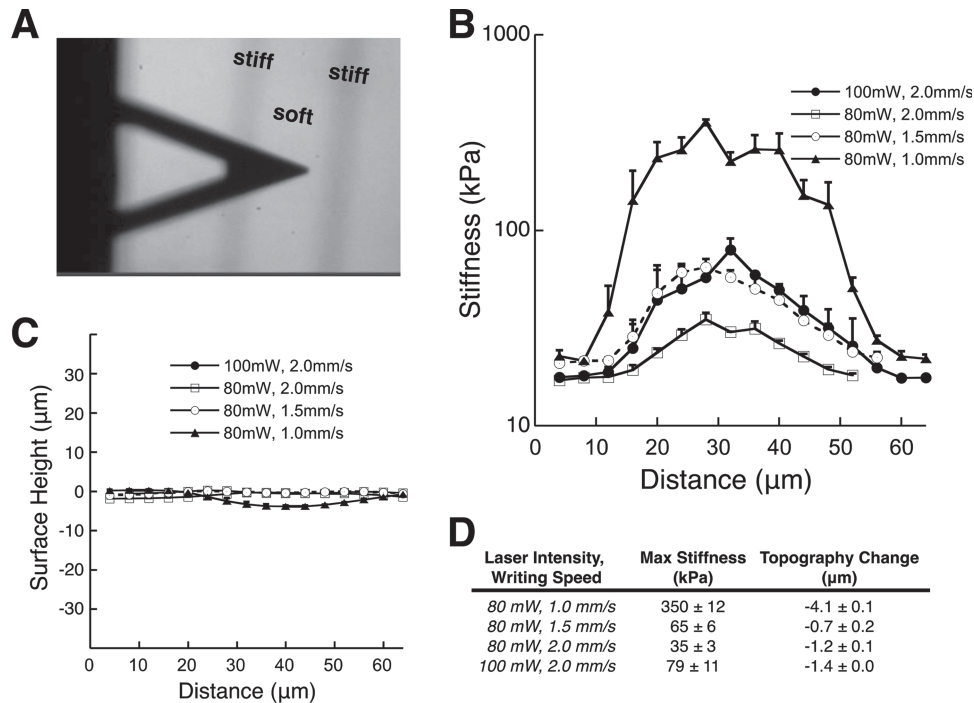 A
stiff
stiff
soft
B
1000
100
10
Stiffness (kPa)
0 10 20 30 40 50 60
Distance (μm)
100mW, 2.0mm/s
80mW, 2.0mm/s
80mW, 1.5mm/s
80mW, 1.0mm/s
C
30
20
10
0
-10
-20
-30
Surface Height (μm)
0 10 20 30 40 50 60
Distance (μm)
100mW, 2.0mm/s
80mW, 2.0mm/s
80mW, 1.5mm/s
80mW, 1.0mm/s
D
Laser Intensity, Max Stiffness Topography Change
Writing Speed (kPa) (μm)
80 mW, 1.0 mm/s 350 ± 12 -4.1 ± 0.1
80 mW, 1.5 mm/s 65 ± 6 -0.7 ± 0.2
80 mW, 2.0 mm/s 35 ± 3 -1.2 ± 0.1
100 mW, 2.0 mm/s 79 ± 11 -1.4 ± 0.0